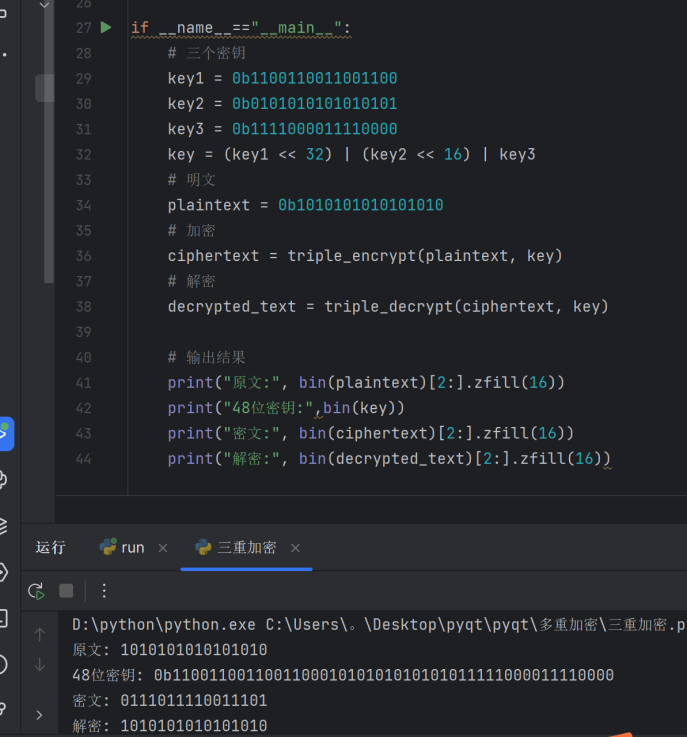 26
27 if __name__=="__main__":
28 # 三个密钥
29 key1 = 0b1100110011001100
30 key2 = 0b0101010101010101
31 key3 = 0b1111000011110000
32 key = (key1 << 32) | (key2 << 16) | key3
33 # 明文
34 plaintext = 0b1010101010101010
35 # 加密
36 ciphertext = triple_encrypt(plaintext, key)
37 # 解密
38 decrypted_text = triple_decrypt(ciphertext, key)
39
40 # 输出结果
41 print("原文:", bin(plaintext)[2:].zfill(16))
42 print("48位密钥:",bin(key))
43 print("密文:", bin(ciphertext)[2:].zfill(16))
44 print("解密:", bin(decrypted_text)[2:].zfill(16))
运行 run 三重加密
D:\python\python.exe C:\Users\。\Desktop\pyqt\pyqt\多重加密\三重加密.p
原文: 1010101010101010
48位密钥: 0b110011001100110001010101010101011111000011110000
密文: 0111011110011101
解密: 1010101010101010